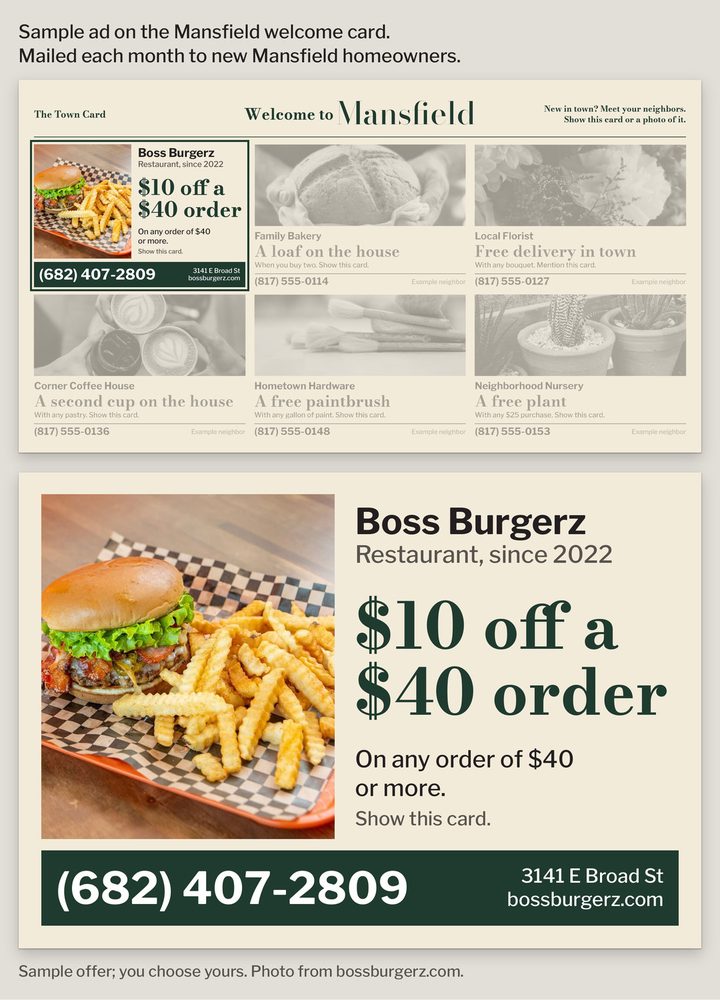 Sample ad on the Mansfield welcome card.
Mailed each month to new Mansfield homeowners.
The Town Card
Welcome to Mansfield
New in town? Meet your neighbors.
Show this card or a photo of it.
Boss Burgerz
Restaurant, since 2022
$10 off a
$40 order
On any order of $40
or more.
Show this card.
(682) 407-2809
3141 E Broad St
bossburgerz.com
Family Bakery
A loaf on the house
When you buy two. Show this card.
(817) 555-0114
Example neighbor
Local Florist
Free delivery in town
With any bouquet. Mention this card.
(817) 555-0127
Example neighbor
Corner Coffee House
A second cup on the house
With any pastry. Show this card.
(817) 555-0136
Example neighbor
Hometown Hardware
A free paintbrush
With any gallon of paint. Show this card.
(817) 555-0148
Example neighbor
Neighborhood Nursery
A free plant
With any $25 purchase. Show this card.
(817) 555-0153
Example neighbor
Boss Burgerz
Restaurant, since 2022
$10 off a
$40 order
On any order of $40
or more.
Show this card.
(682) 407-2809
3141 E Broad St
bossburgerz.com
Sample offer; you choose yours. Photo from bossburgerz.com.